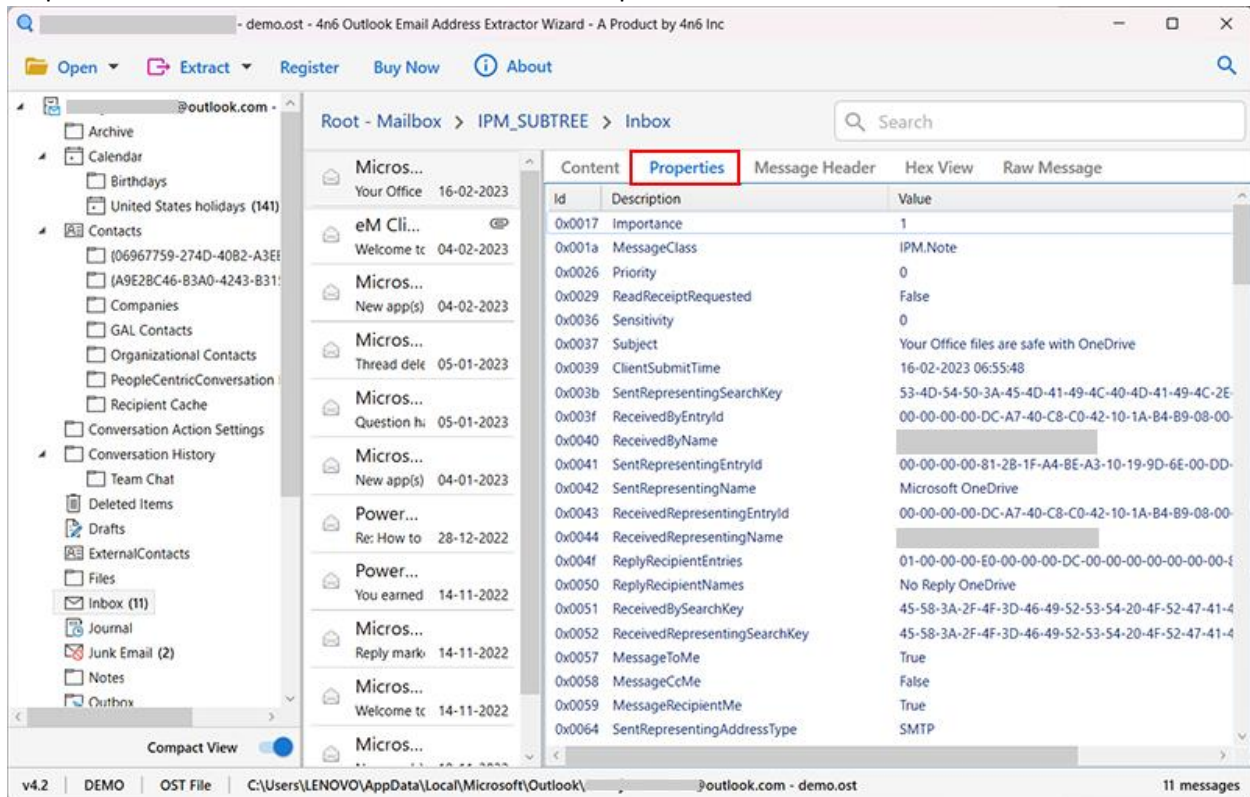 - demo.ost - 4n6 Outlook Email Address Extractor Wizard - A Product by 4n6 Inc
Open Extract Register Buy Now About
@outlook.com -
Archive
Calendar
Birthdays
United States holidays (141)
Contacts
{06967759-274D-40B2-A3EE
{A9E2BC46-B3A0-4243-B31
Companies
GAL Contacts
Organizational Contacts
PeopleCentricConversation
Recipient Cache
Conversation Action Settings
Conversation History
Team Chat
Deleted Items
Drafts
ExternalContacts
Files
Inbox (11)
Journal
Junk Email (2)
Notes
Outbox
Compact View
Root - Mailbox > IPM_SUBTREE > Inbox
Search
Micros...
Your Office 16-02-2023
eM Cli...
Welcome tc 04-02-2023
Micros...
New app(s) 04-02-2023
Micros...
Thread dele 05-01-2023
Micros...
Question ha 05-01-2023
Micros...
New app(s) 04-01-2023
Power...
Re: How to 28-12-2022
Power...
You earned 14-11-2022
Micros...
Reply mark 14-11-2022
Micros...
Welcome tc 14-11-2022
Micros...
Content Properties Message Header Hex View Raw Message
Id Description Value
0x0017 Importance 1
0x001a MessageClass IPM.Note
0x0026 Priority 0
0x0029 ReadReceiptRequested False
0x0036 Sensitivity 0
0x0037 Subject Your Office files are safe with OneDrive
0x0039 ClientSubmitTime 16-02-2023 06:55:48
0x003b SentRepresentingSearchKey 53-4D-54-50-3A-45-4D-41-49-4C-40-4D-41-49-4C-2E-
0x003f ReceivedByEntryId 00-00-00-00-DC-A7-40-C8-C0-42-10-1A-B4-B9-08-00-
0x0040 ReceivedByName
0x0041 SentRepresentingEntryId 00-00-00-00-81-2B-1F-A4-BE-A3-10-19-9D-6E-00-DD-
0x0042 SentRepresentingName Microsoft OneDrive
0x0043 ReceivedRepresentingEntryId 00-00-00-00-DC-A7-40-C8-C0-42-10-1A-B4-B9-08-00-
0x0044 ReceivedRepresentingName
0x004f ReplyRecipientEntries 01-00-00-00-E0-00-00-00-DC-00-00-00-00-00-00-00-
0x0050 ReplyRecipientNames No Reply OneDrive
0x0051 ReceivedBySearchKey 45-58-3A-2F-4F-3D-46-49-52-53-54-20-4F-52-47-41-4
0x0052 ReceivedRepresentingSearchKey 45-58-3A-2F-4F-3D-46-49-52-53-54-20-4F-52-47-41-4
0x0057 MessageToMe True
0x0058 MessageCcMe False
0x0059 MessageRecipientMe True
0x0064 SentRepresentingAddressType SMTP
v4.2 DEMO OST File C:\Users\LENOVO\AppData\Local\Microsoft\Outlook\ @outlook.com - demo.ost 11 messages